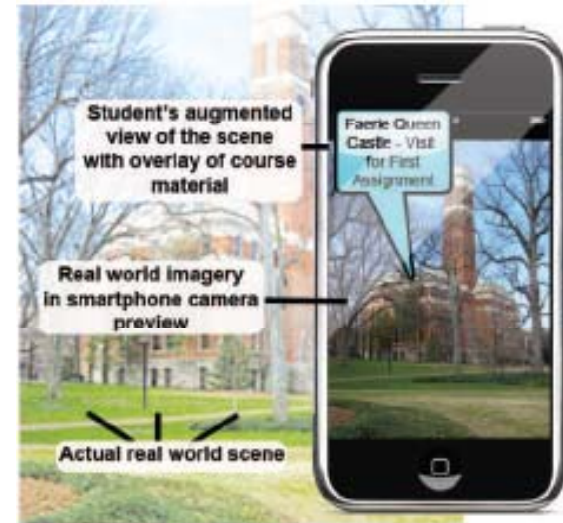 Student's augmented
view of the scene
with overlay of course
material
Faerie Queen
Castle - Visit
for First
Assignment
Real world imagery
in smartphone camera
preview
Actual real world scene